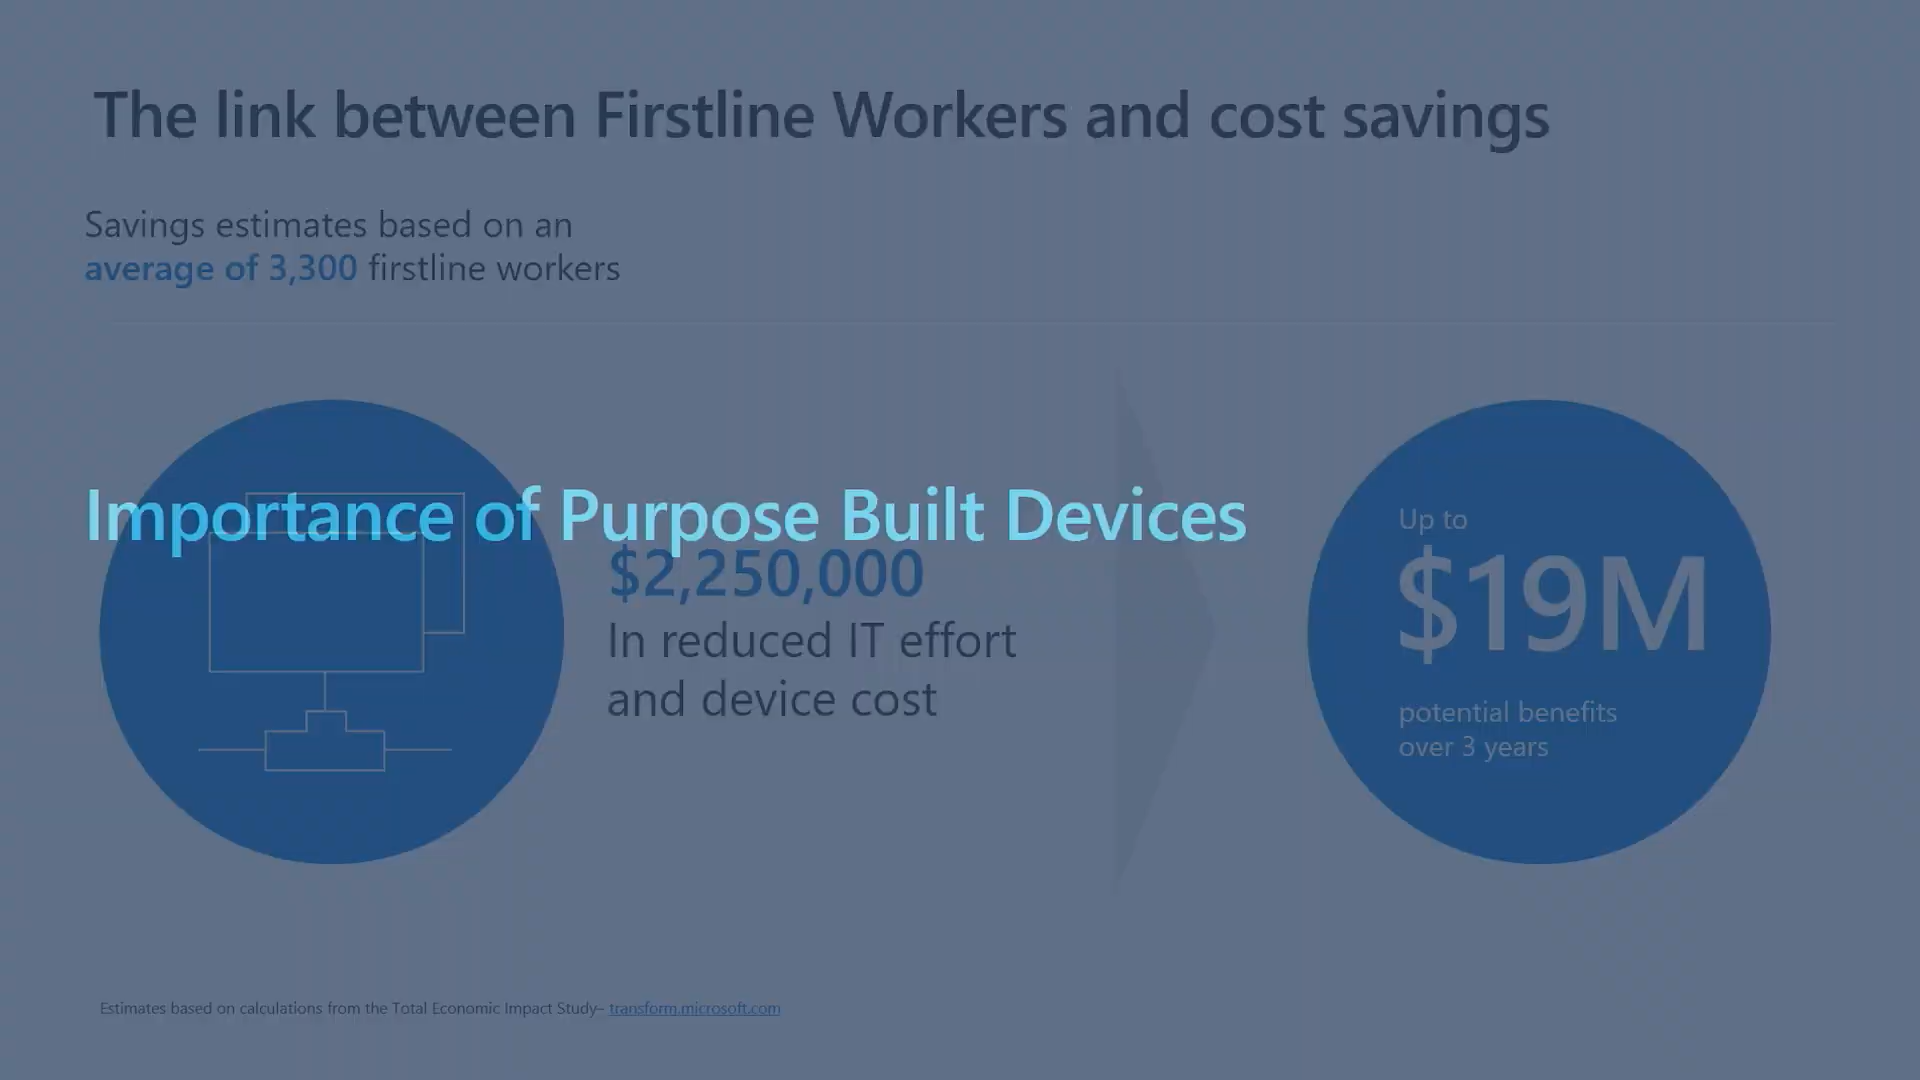 The link between Firstline Workers and cost savings
Savings estimates based on an
average of 3,300 firstline workers
Importance of Purpose Built Devices
$2,250,000
In reduced IT effort
and device cost
Up to
$19M
potential benefits
over 3 years
Estimates based on calculations from the Total Economic Impact Study– transform.microsoft.com